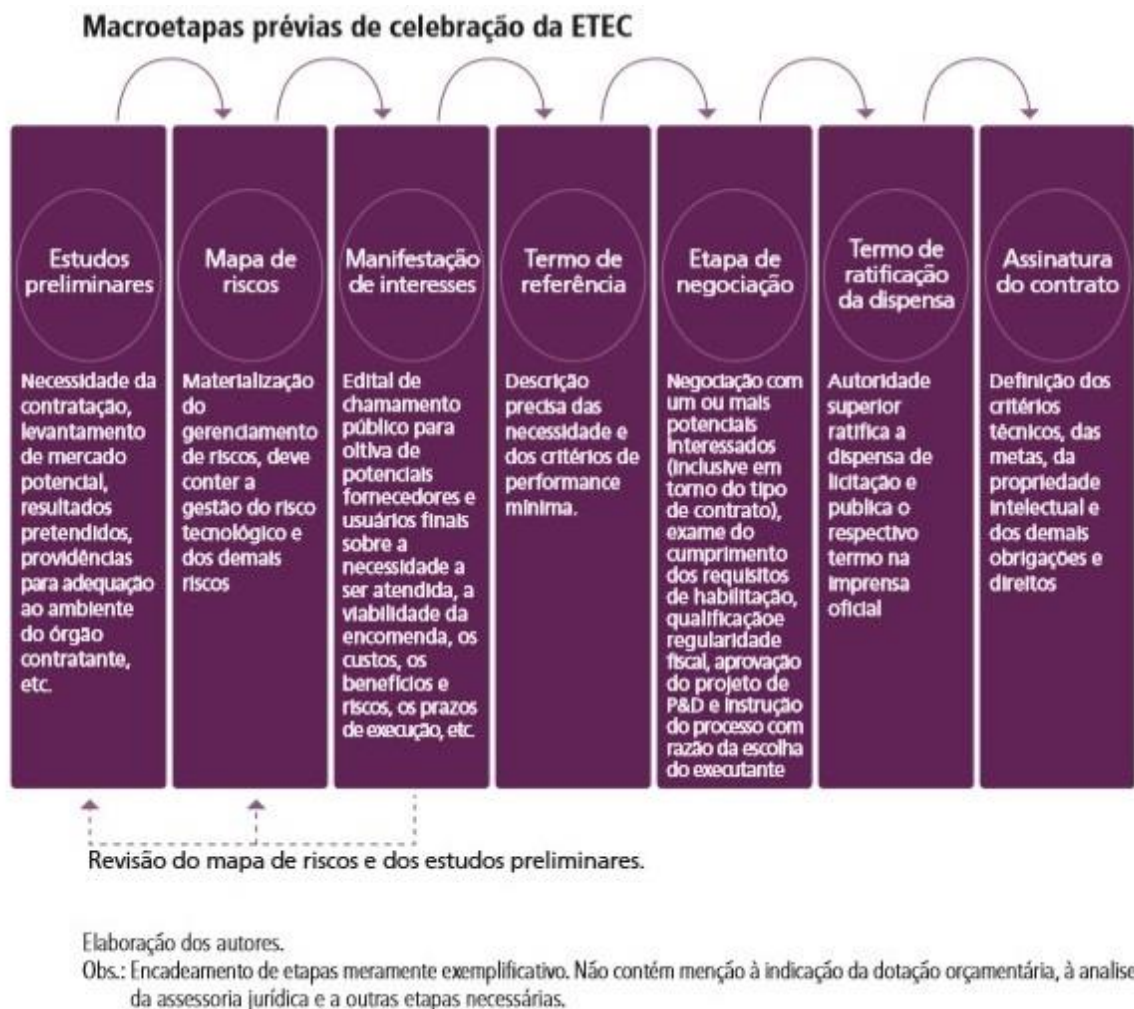 Macroetapas prévias de celebração da ETEC
Estudos
preliminares
Necessidade da
contratação,
levantamento
de mercado
potencial,
resultados
pretendidos,
providências
para adequação
ao ambiente
do órgão
contratante,
etc.
Mapa de
riscos
Materialização
do
gerenciamento
de riscos, deve
conter a
gestão do risco
tecnológico e
dos demais
riscos
Manifestação
de interesses
Edital de
chamamento
público para
oitiva de
potenciais
fornecedores e
usuários finais
sobre a
necessidade a
ser atendida, a
viabilidade da
encomenda, os
custos, os
benefícios e
riscos, os prazos
de execução, etc.
Termo de
referência
Descrição
precisa das
necessidade e
dos critérios de
performance
mínima.
Etapa de
negociação
Negociação com
um ou mais
potenciais
interessados
(inclusive em
torno do tipo
de contrato),
exame do
cumprimento
dos requisitos
de habilitação,
qualificaçãoe
regularidade
fiscal, aprovação
do projeto de
P&D e instrução
do processo com
razão da escolha
do executante
Termo de
ratificação
da dispensa
Autoridade
superior
ratifica a
dispensa de
licitação e
publica o
respectivo
termo na
imprensa
oficial
Assinatura
do contrato
Definição dos
critérios
técnicos, das
metas, da
propriedade
intelectual e
dos demais
obrigações e
direitos
Revisão do mapa de riscos e dos estudos preliminares.
Elaboração dos autores.
Obs.: Encadeamento de etapas meramente exemplificativo. Não contém menção à indicação da dotação orçamentária, à analise
da assessoria jurídica e a outras etapas necessárias.